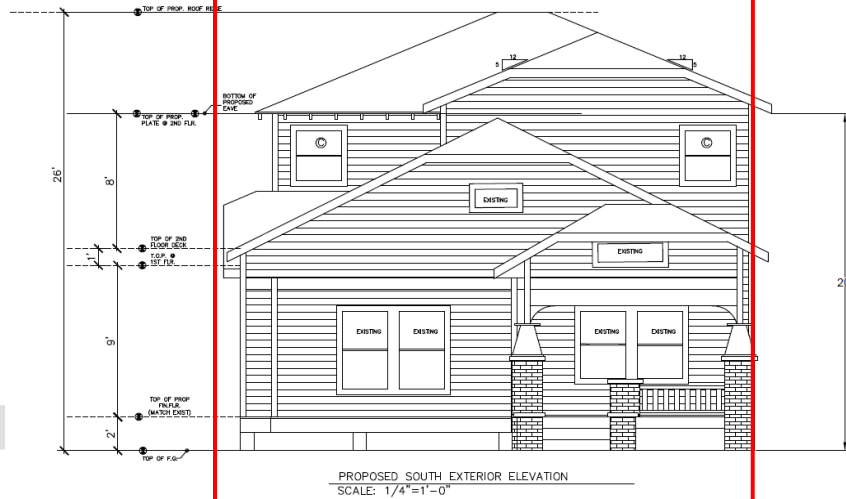 TOP OF PROP. ROOF RIDGE
12
5
12
5
BOTTOM OF
PROPOSED
EAVE
TOP OF PROP.
PLATE @ 2ND FLR.
C
C
26'
8'
EXISTING
TOP OF 2ND
FLOOR DECK
1'
T.O.P. @
1ST FLR.
EXISTING
9'
EXISTING
EXISTING
EXISTING
EXISTING
TOP OF PROP
FIN.FLR.
(MATCH EXIST)
2'
TOP OF F.G.
PROPOSED SOUTH EXTERIOR ELEVATION
SCALE: 1/4"=1'-0"